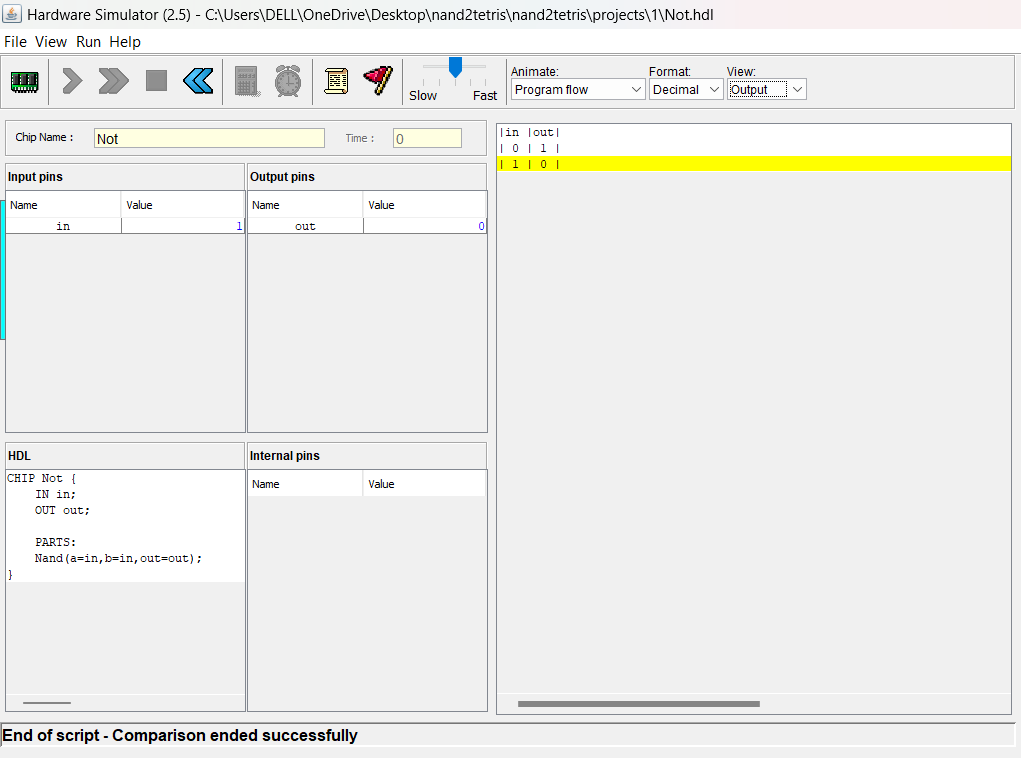 Hardware Simulator (2.5) - C:\Users\DELL\OneDrive\Desktop\nand2tetris\nand2tetris\projects\1\Not.hdl
File View Run Help
Slow Fast
Animate: Format: View:
Program flow Decimal Output
Chip Name : Not Time : 0
Input pins
Name Value
in 1
Output pins
Name Value
out 0
HDL
CHIP Not {
    IN in;
    OUT out;

    PARTS:
    Nand(a=in,b=in,out=out);
}
Internal pins
Name Value
|in |out|
| 0 | 1 |
| 1 | 0 |
End of script - Comparison ended successfully